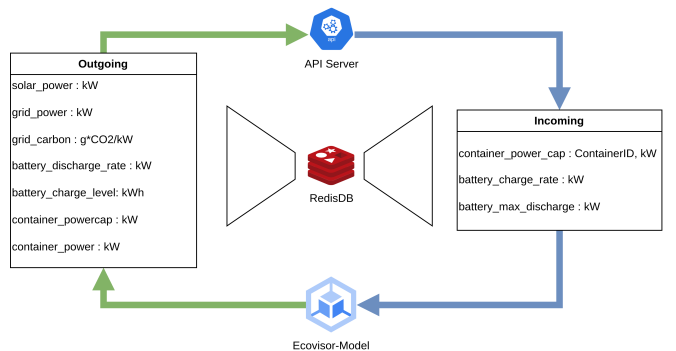 api
API Server
Outgoing
solar_power : kW
grid_power : kW
grid_carbon : g*CO2/kW
battery_discharge_rate : kW
battery_charge_level: kWh
container_powercap : kW
container_power : kW
RedisDB
Incoming
container_power_cap : ContainerID, kW
battery_charge_rate : kW
battery_max_discharge : kW
Ecovisor-Model